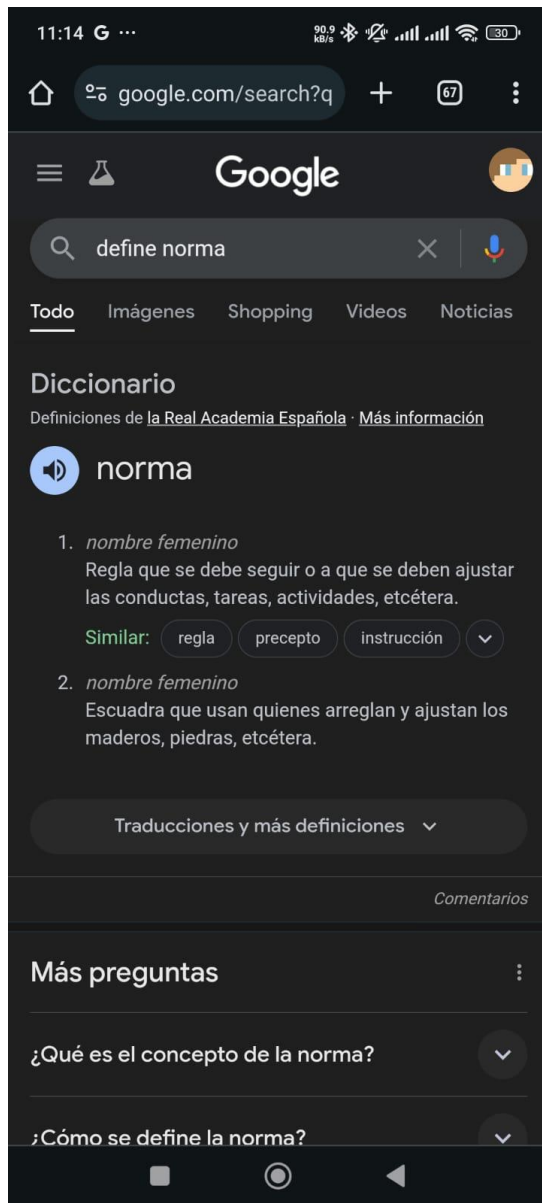 11:14 G ··· 90.9 kB/s 30
google.com/search?q 67
Google
define norma
Todo Imágenes Shopping Videos Noticias
Diccionario
Definiciones de la Real Academia Española · Más información
norma
1. nombre femenino
Regla que se debe seguir o a que se deben ajustar
las conductas, tareas, actividades, etcétera.
Similar: regla precepto instrucción
2. nombre femenino
Escuadra que usan quienes arreglan y ajustan los
maderos, piedras, etcétera.
Traducciones y más definiciones
Comentarios
Más preguntas
¿Qué es el concepto de la norma?
¿Cómo se define la norma?